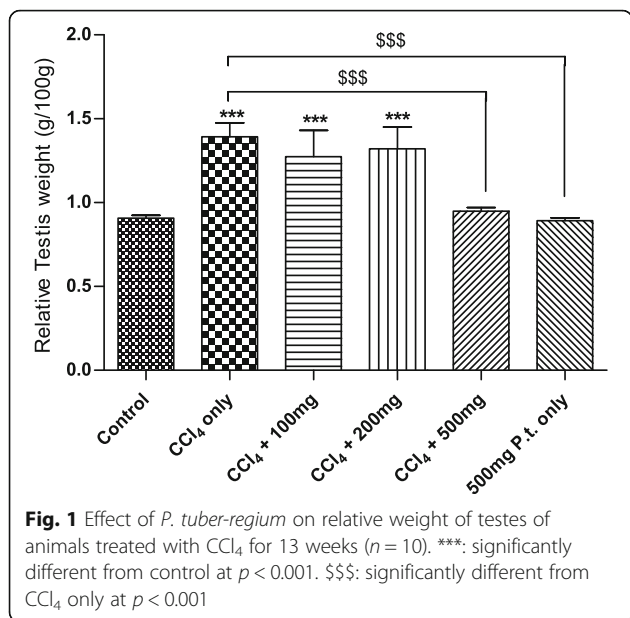 2.0
1.5
1.0
0.5
0.0
Relative Testis weight (g/100g)
$$$
$$$
***
***
***
Control
CCl₄ only
CCl₄ + 100mg
CCl₄ + 200mg
CCl₄ + 500mg
500mg P.t. only
Fig. 1 Effect of P. tuber-regium on relative weight of testes of
animals treated with CCl₄ for 13 weeks (n = 10). ***: significantly
different from control at p < 0.001. $$$: significantly different from
CCl₄ only at p < 0.001